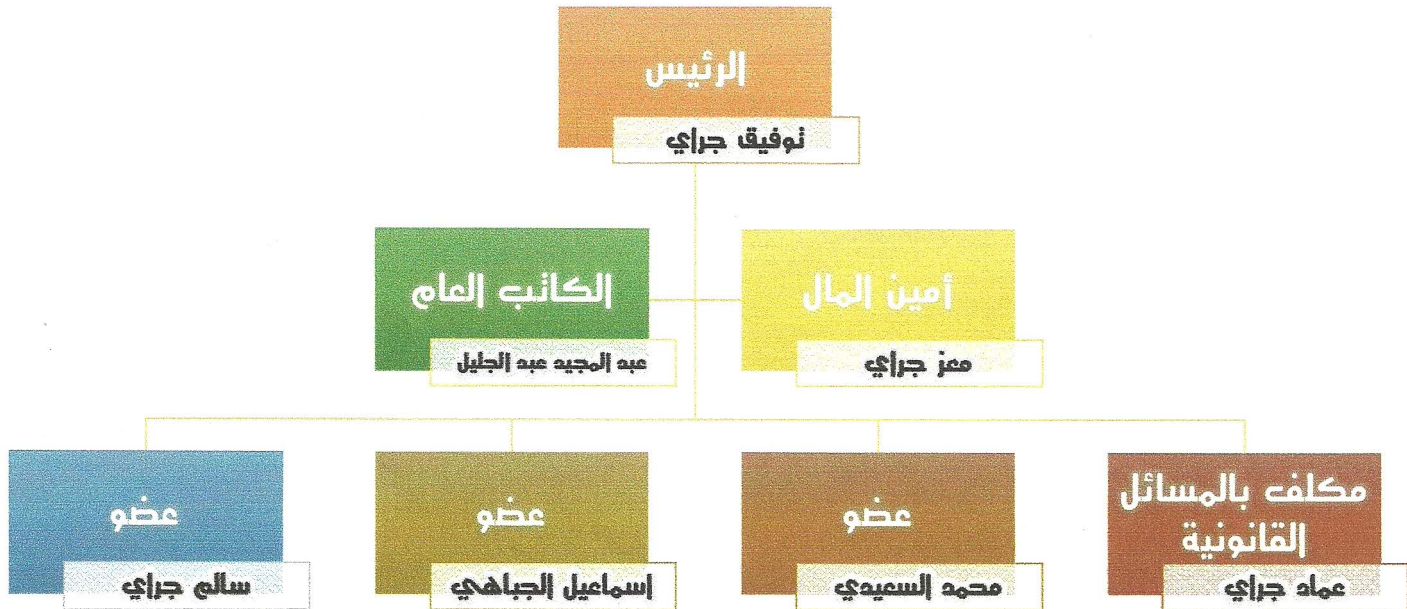 الرئيس
توفيق جراي
أمين المال
معز جراي
الكاتب العام
عبد المجيد عبد الجليل
مكلف بالمسائل
القانونية
عماد جراي
عضو
محمد السعيدي
عضو
إسماعيل الجباهي
عضو
سالم جراي